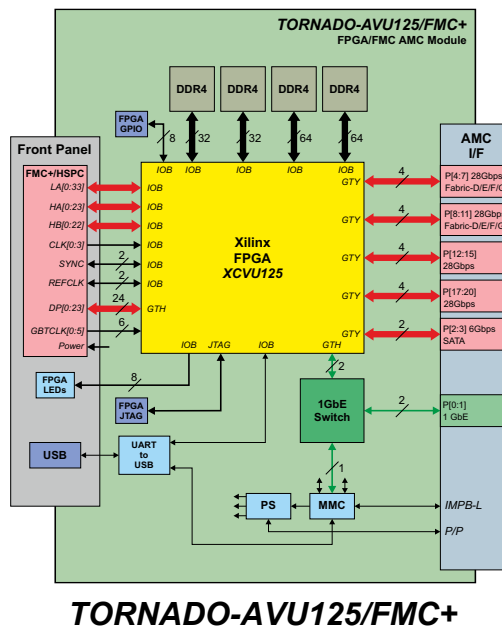 TORNADO-AVU125/FMC+
FPGA/FMC AMC Module
DDR4 DDR4 DDR4 DDR4
FPGA
GPIO
8 32 32 64 64
IOB IOB IOB IOB IOB
Front Panel
FMC+/HSPC
LA[0:33] IOB
HA[0:23] IOB
HB[0:22] IOB
CLK[0:3] IOB
SYNC 2 IOB
REFCLK 2 IOB
DP[0:23] 24 GTH
GBTCLK[0:5] 6
Power
Xilinx
FPGA
XCVU125
AMC
I/F
GTY 4 P[4:7] 28Gbps
Fabric-D/E/F/G
GTY 4 P[8:11] 28Gbps
Fabric-D/E/F/G
GTY 4 P[12:15]
28Gbps
GTY 4 P[17:20]
28Gbps
GTY 2 P[2:3] 6Gbps
SATA
IOB JTAG IOB GTH
FPGA
LEDs
8
FPGA
JTAG
2
1GbE
Switch
2
P[0:1]
1 GbE
USB
UART
to
USB
1
PS
MMC
IMPB-L
P/P
TORNADO-AVU125/FMC+